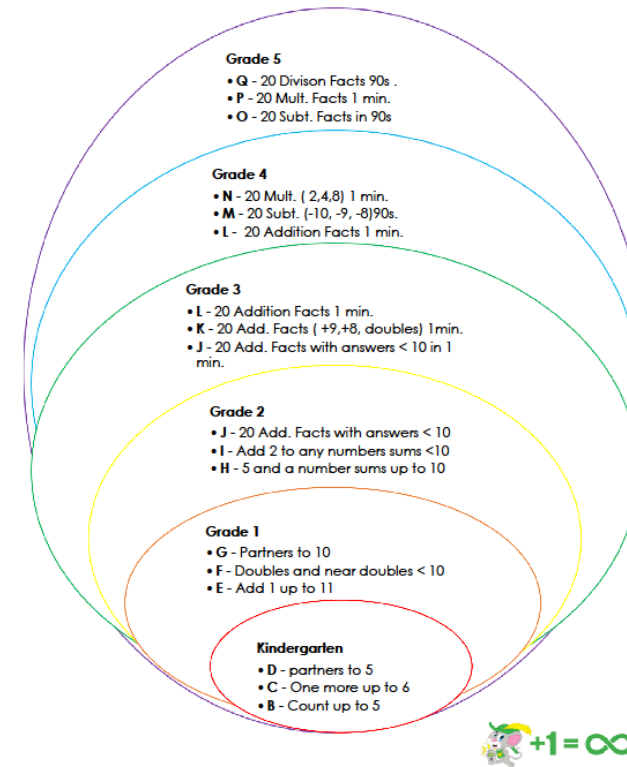 Grade 5
• Q - 20 Divison Facts 90s .
• P - 20 Mult. Facts 1 min.
• O - 20 Subt. Facts in 90s
Grade 4
• N - 20 Mult. ( 2,4,8) 1 min.
• M - 20 Subt. (-10, -9, -8)90s.
• L - 20 Addition Facts 1 min.
Grade 3
• L - 20 Addition Facts 1 min.
• K - 20 Add. Facts ( +9,+8, doubles) 1min.
• J - 20 Add. Facts with answers < 10 in 1
min.
Grade 2
• J - 20 Add. Facts with answers < 10
• I - Add 2 to any numbers sums <10
• H - 5 and a number sums up to 10
Grade 1
• G - Partners to 10
• F - Doubles and near doubles < 10
• E - Add 1 up to 11
Kindergarten
• D - partners to 5
• C - One more up to 6
• B - Count up to 5
+1=∞